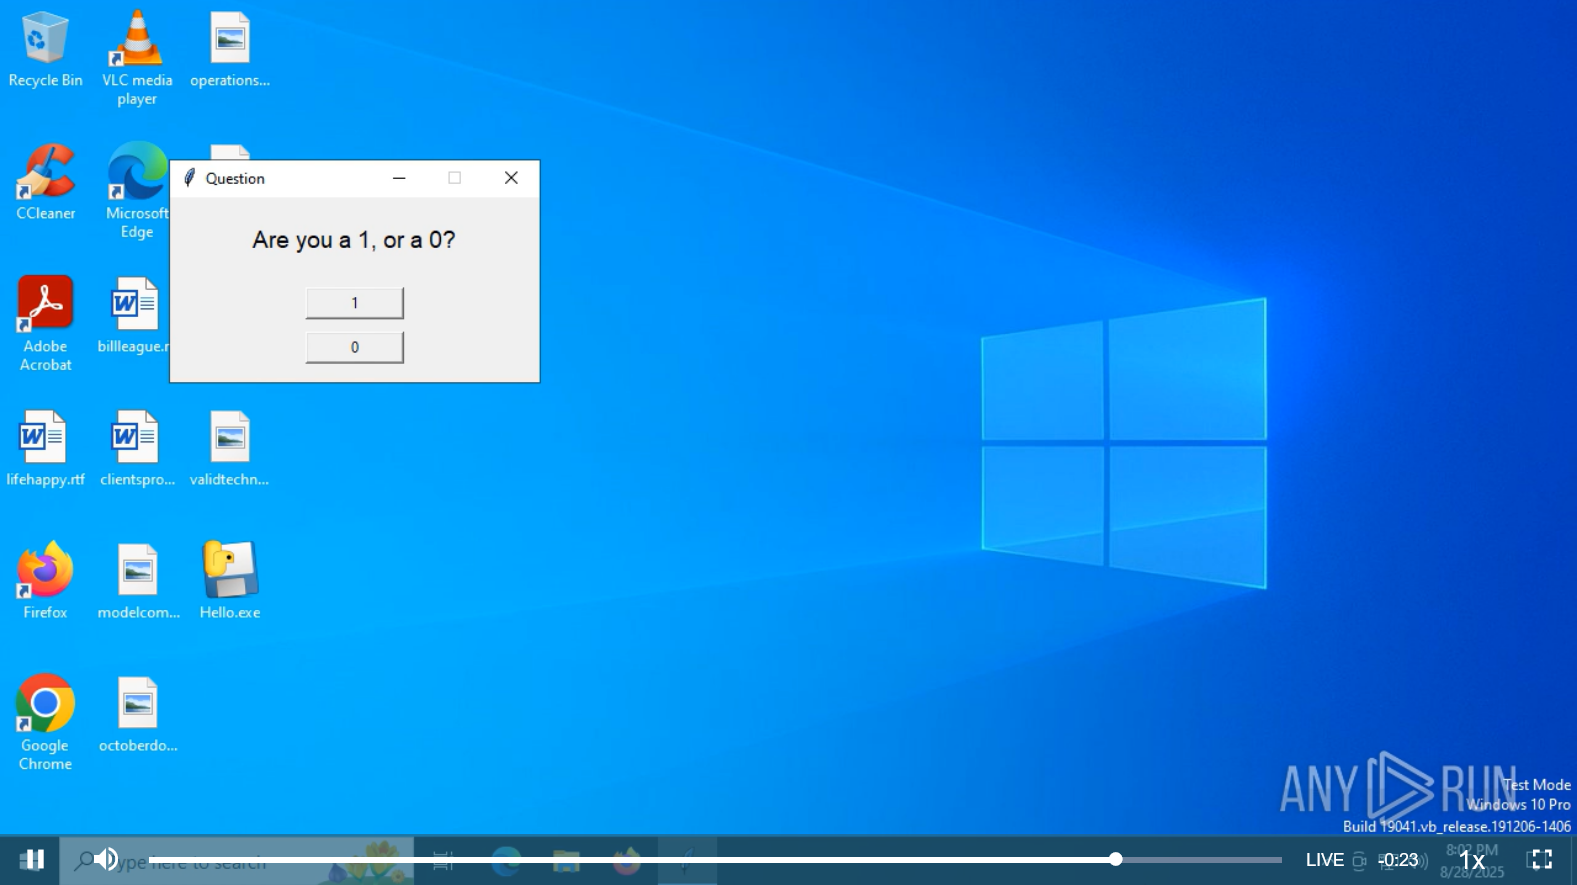 Recycle Bin
VLC media
player
operations...
CCleaner
Microsoft
Edge
Question
Are you a 1, or a 0?
1
0
Adobe
Acrobat
billleague.r
lifehappy.rtf
clientspro...
validtechn...
Firefox
modelcom...
Hello.exe
Google
Chrome
octoberdo...
ANY RUN
Test Mode
Windows 10 Pro
Build 19041.vb_release.191206-1406
Type here to search
LIVE
-0:23
1x
8:02 PM
8/28/2025